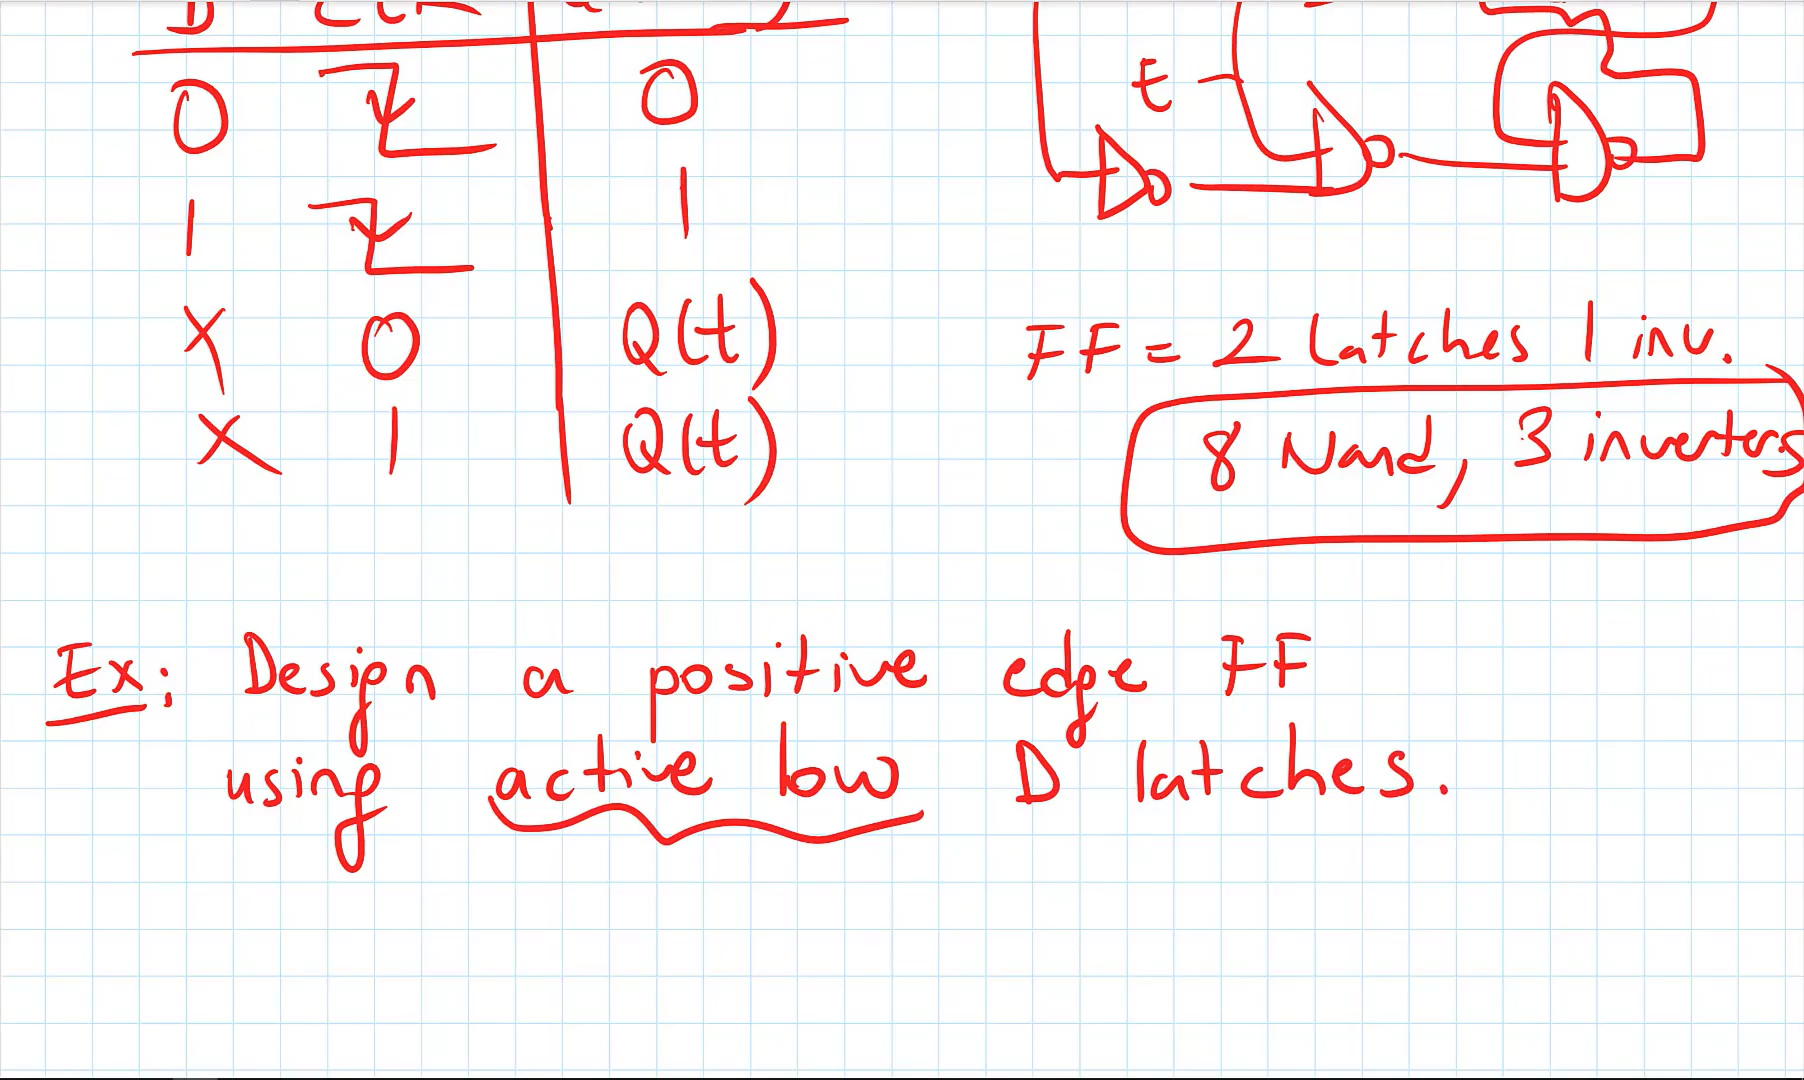 D CLK
0 0
1 1
X 0 Q(t)
X 1 Q(t)
E
FF = 2 Latches 1 inv.
8 Nand, 3 inverters
Ex: Design a positive edge FF
using active low D latches.